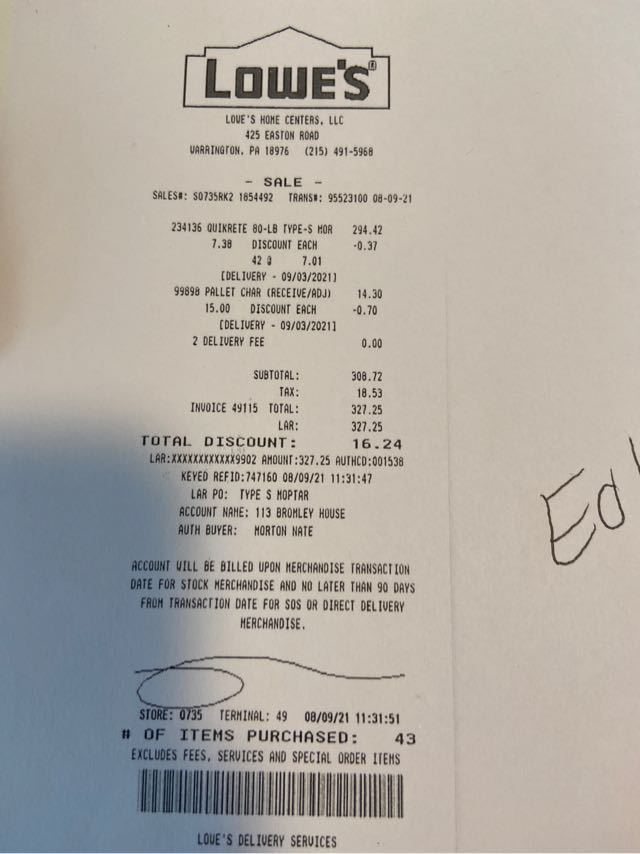 LOWE'S
LOWE'S HOME CENTERS, LLC
425 EASTON ROAD
WARRINGTON, PA 18976 (215) 491-5968
- SALE -
SALES#: S0735RK2 1854492 TRANS#: 95523100 08-09-21
234136 QUIKRETE 80-LB TYPE-S MOR 294.42
7.38 DISCOUNT EACH -0.37
42 @ 7.01
[DELIVERY - 09/03/2021]
99898 PALLET CHAR (RECEIVE/ADJ) 14.30
15.00 DISCOUNT EACH -0.70
[DELIVERY - 09/03/2021]
2 DELIVERY FEE 0.00
SUBTOTAL: 308.72
TAX: 18.53
INVOICE 49115 TOTAL: 327.25
LAR: 327.25
TOTAL DISCOUNT: 16.24
LAR:XXXXXXXXXXXX9902 AMOUNT:327.25 AUTHCD:001538
KEYED REFID:747160 08/09/21 11:31:47
LAR PO: TYPE S MOPTAR
ACCOUNT NAME: 113 BROMLEY HOUSE
AUTH BUYER: MORTON NATE
ACCOUNT WILL BE BILLED UPON MERCHANDISE TRANSACTION
DATE FOR STOCK MERCHANDISE AND NO LATER THAN 90 DAYS
FROM TRANSACTION DATE FOR SOS OR DIRECT DELIVERY
MERCHANDISE.
STORE: 0735 TERMINAL: 49 08/09/21 11:31:51
# OF ITEMS PURCHASED: 43
EXCLUDES FEES, SERVICES AND SPECIAL ORDER ITEMS
LOWE'S DELIVERY SERVICES